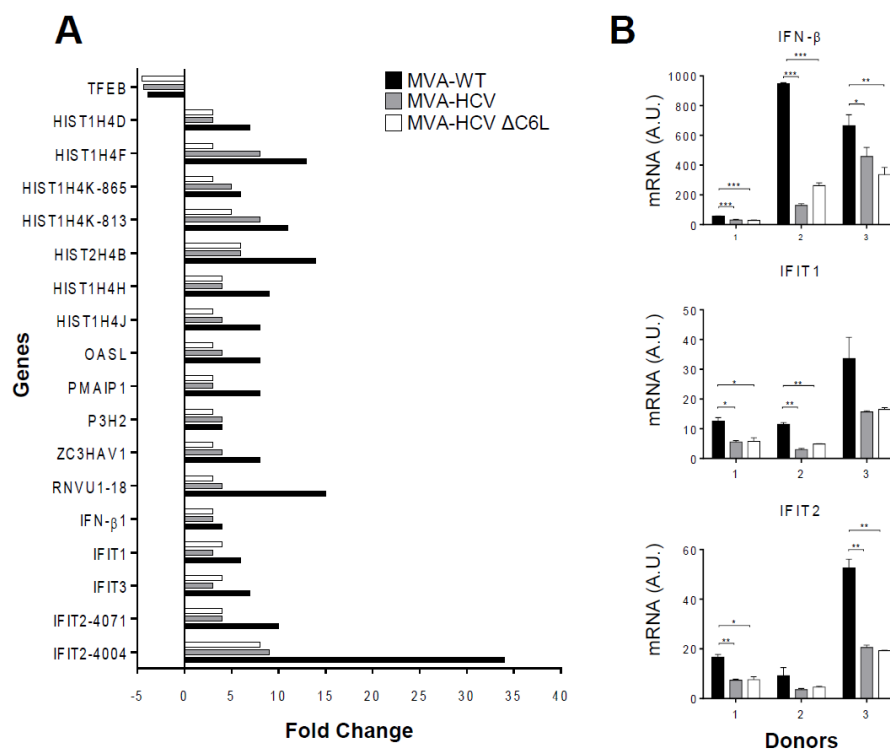 A
MVA-WT
MVA-HCV
MVA-HCV ΔC6L
Genes
TFEB
HIST1H4D
HIST1H4F
HIST1H4K-865
HIST1H4K-813
HIST2H4B
HIST1H4H
HIST1H4J
OASL
PMAIP1
P3H2
ZC3HAV1
RNVU1-18
IFN-β1
IFIT1
IFIT3
IFIT2-4071
IFIT2-4004
-5 0 5 10 15 20 25 30 35 40
Fold Change
B
IFN-β
mRNA (A.U.)
1000
800
600
400
200
0
***
***
***
***
**
*
1 2 3
IFIT1
mRNA (A.U.)
50
40
30
20
10
0
*
*
**
**
1 2 3
IFIT2
mRNA (A.U.)
60
40
20
0
*
**
**
**
1 2 3
Donors